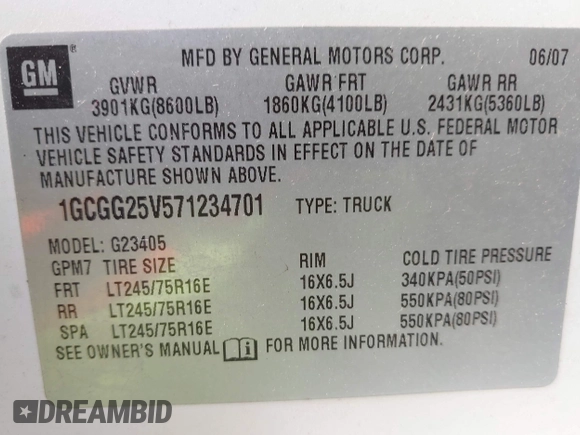 GM ® MFD BY GENERAL MOTORS CORP. 06/07
GVWR GAWR FRT GAWR RR
3901KG(8600LB) 1860KG(4100LB) 2431KG(5360LB)
THIS VEHICLE CONFORMS TO ALL APPLICABLE U.S. FEDERAL MOTOR
VEHICLE SAFETY STANDARDS IN EFFECT ON THE DATE OF
MANUFACTURE SHOWN ABOVE.
1GCGG25V571234701 TYPE: TRUCK
MODEL: G23405
GPM7 TIRE SIZE RIM COLD TIRE PRESSURE
FRT LT245/75R16E 16X6.5J 340KPA(50PSI)
RR LT245/75R16E 16X6.5J 550KPA(80PSI)
SPA LT245/75R16E 16X6.5J 550KPA(80PSI)
SEE OWNER'S MANUAL FOR MORE INFORMATION.
DREAMBID